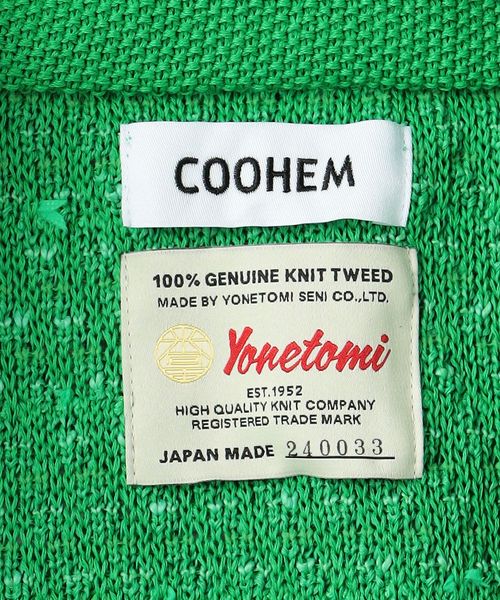 COOHEM
100% GENUINE KNIT TWEED
MADE BY YONETOMI SENI CO.,LTD.
Yonetomi
EST.1952
HIGH QUALITY KNIT COMPANY
REGISTERED TRADE MARK
JAPAN MADE 240033